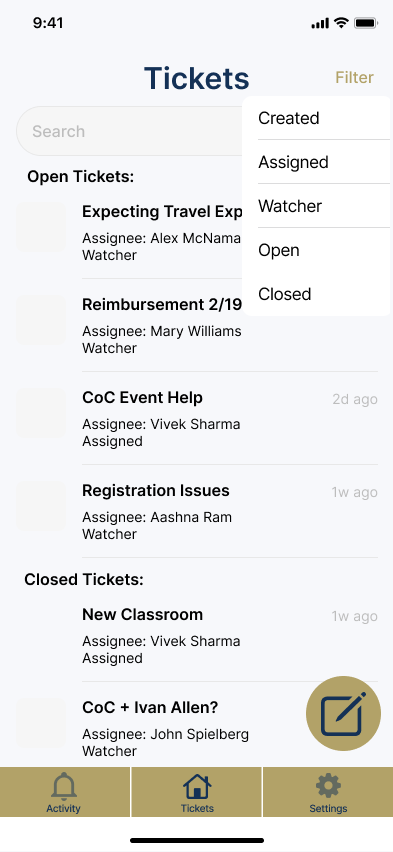 9:41
Tickets
Filter
Search
Created
Assigned
Watcher
Open
Closed
Open Tickets:
Expecting Travel Exp
Assignee: Alex McNama
Watcher
Reimbursement 2/19
Assignee: Mary Williams
Watcher
CoC Event Help
2d ago
Assignee: Vivek Sharma
Assigned
Registration Issues
1w ago
Assignee: Aashna Ram
Watcher
Closed Tickets:
New Classroom
1w ago
Assignee: Vivek Sharma
Assigned
CoC + Ivan Allen?
Assignee: John Spielberg
Watcher
Activity
Tickets
Settings